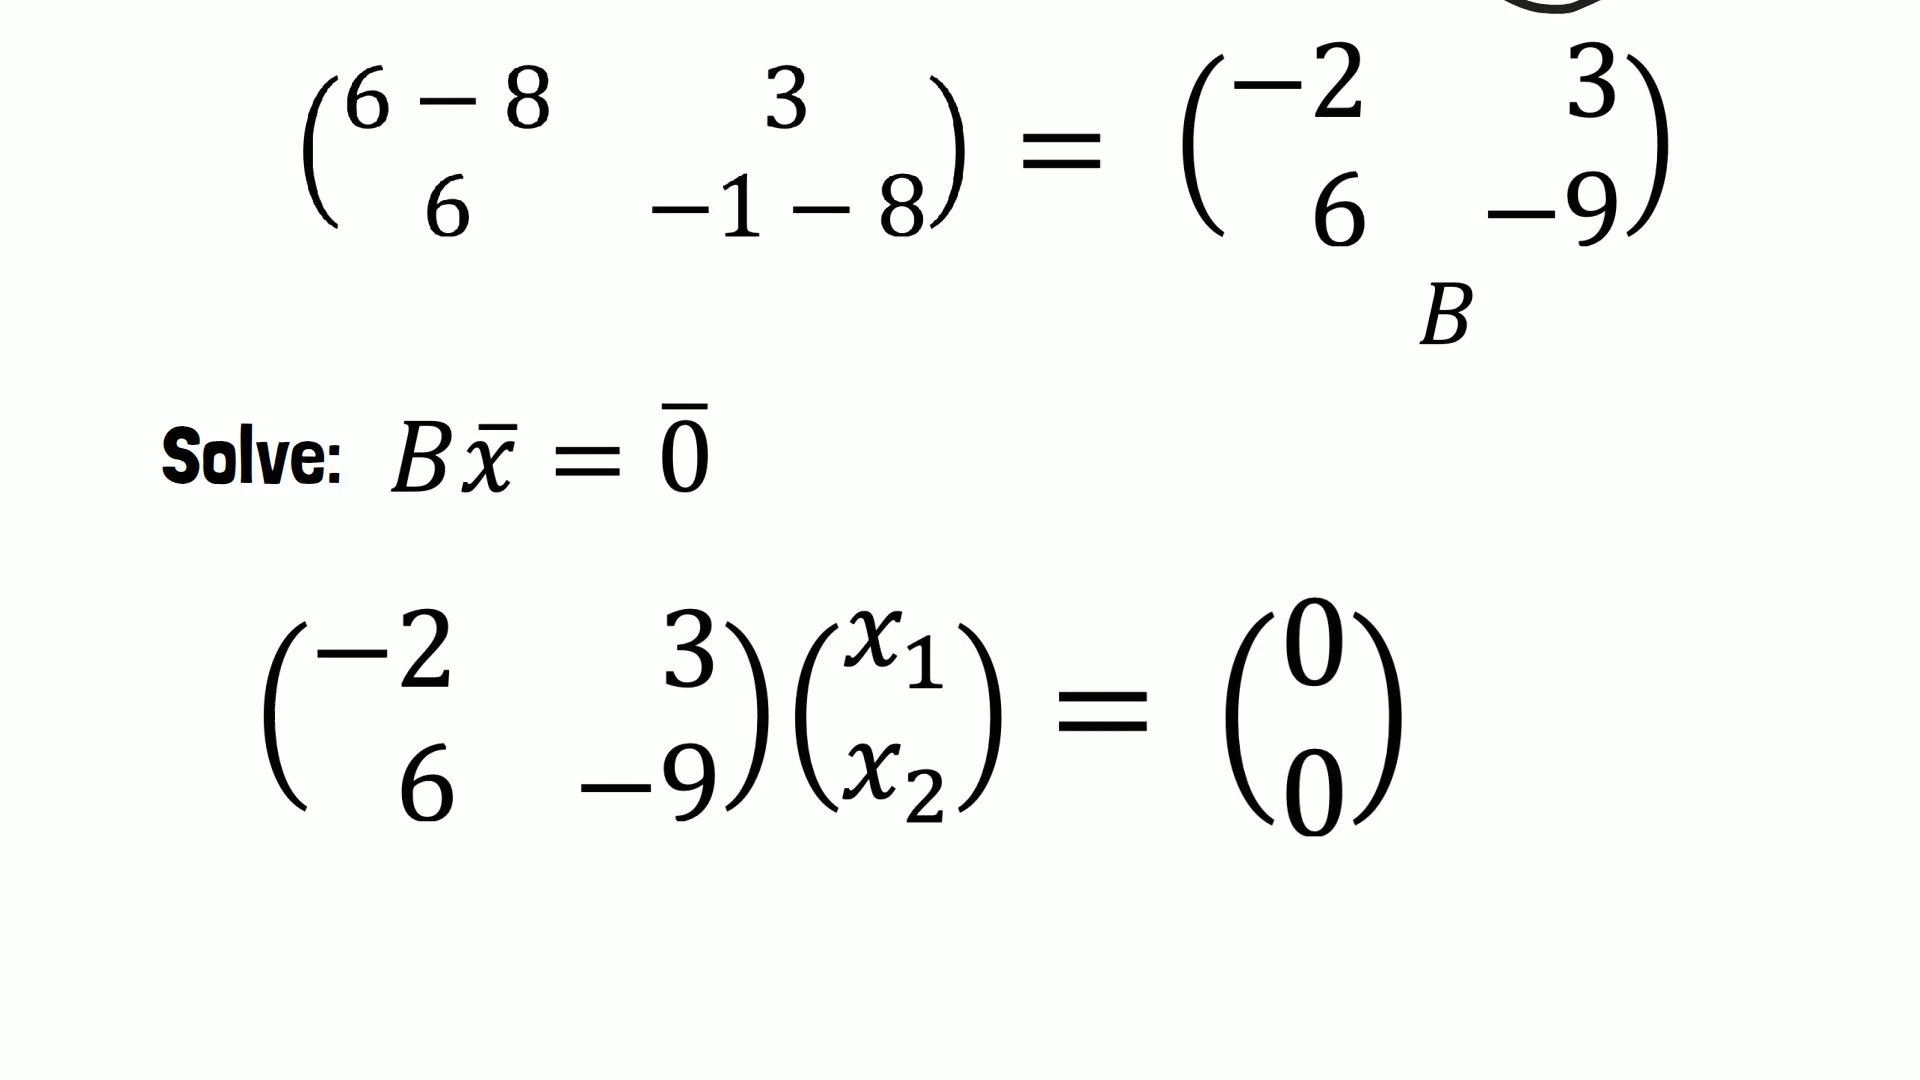 (6 − 8 3) = (−2 3)
(6 −1 − 8) (6 −9)
B
Solve: Bx̄ = 0̄
(−2 3)(x₁) = (0)
(6 −9)(x₂) (0)